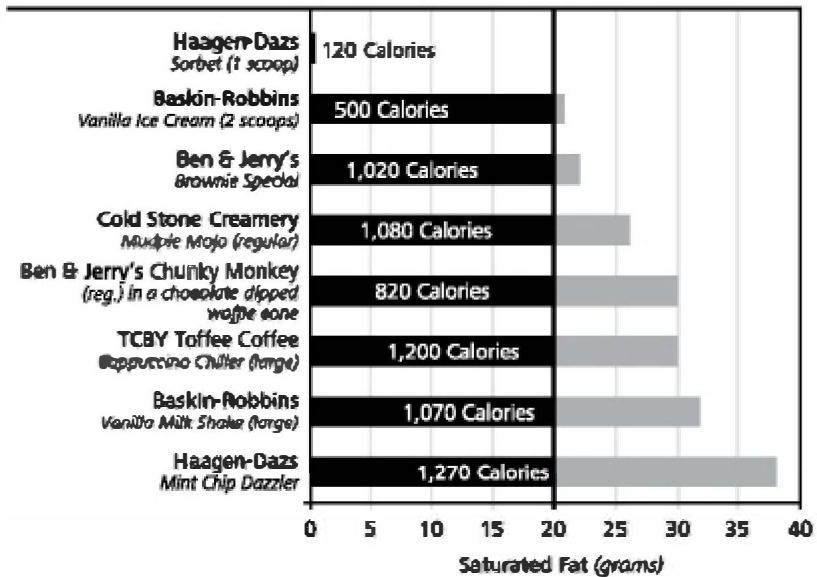 Haagen-Dazs
Sorbet (1 scoop)
120 Calories
Baskin-Robbins
Vanilla Ice Cream (2 scoops)
500 Calories
Ben & Jerry's
Brownie Special
1,020 Calories
Cold Stone Creamery
Mudpie Mojo (regular)
1,080 Calories
Ben & Jerry's Chunky Monkey
(reg.) in a chocolate dipped
waffle cone
820 Calories
TCBY Toffee Coffee
Cappuccino Chiller (large)
1,200 Calories
Baskin-Robbins
Vanilla Milk Shake (large)
1,070 Calories
Haagen-Dazs
Mint Chip Dazzler
1,270 Calories
0 5 10 15 20 25 30 35 40
Saturated Fat (grams)